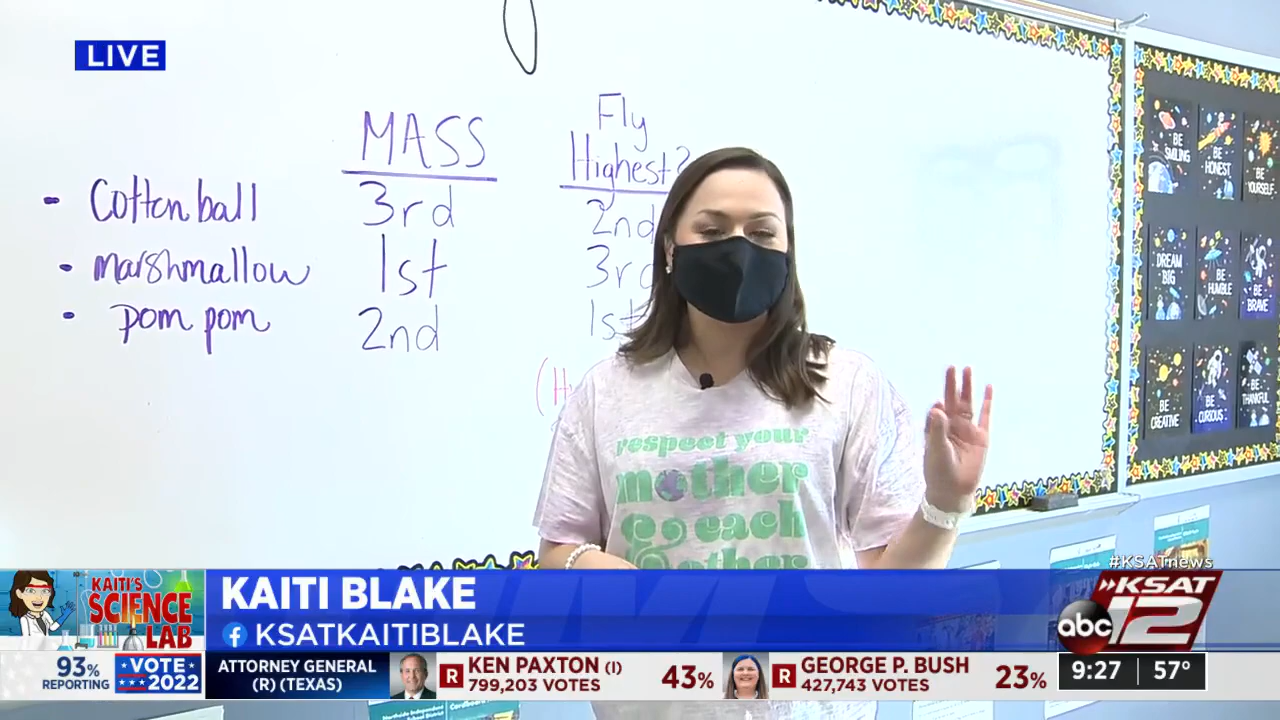 LIVE
MASS
Fly
Highest?
- Cotton ball 3rd 2nd
• marshmallow 1st 3rd
• pom pom 2nd 1st
(H
BE SMILING
BE HONEST
BE YOURSELF
DREAM BIG
BE HUMBLE
BE BRAVE
BE CREATIVE
BE CURIOUS
BE THANKFUL
respect your
mother
& each
other
#KSATnews
KAITI'S
SCIENCE
LAB
KAITI BLAKE
KSATKAITIBLAKE
KSAT
abc 12
93% REPORTING
VOTE 2022
ATTORNEY GENERAL
(R) (TEXAS)
R KEN PAXTON (I) 43%
799,203 VOTES
R GEORGE P. BUSH 23%
427,743 VOTES
9:27 57°